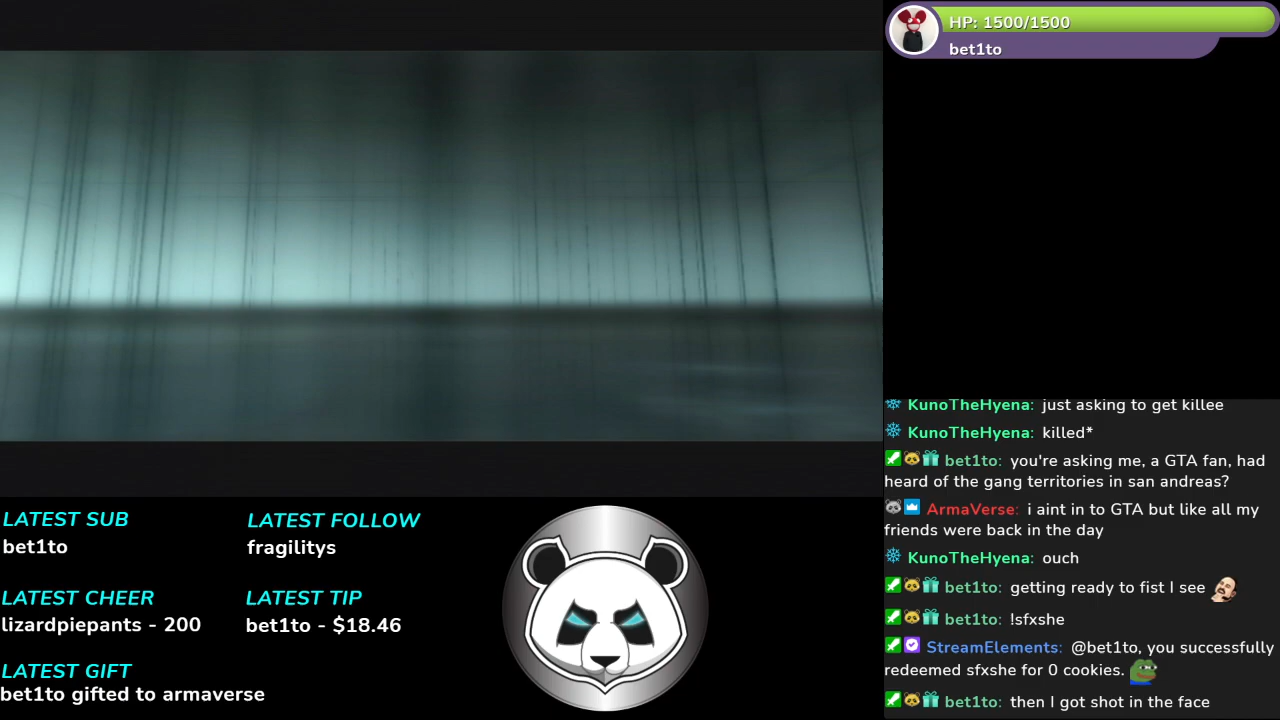 HP: 1500/1500
bet1to
KunoTheHyena: just asking to get killee
KunoTheHyena: killed*
bet1to: you're asking me, a GTA fan, had
heard of the gang territories in san andreas?
ArmaVerse: i aint in to GTA but like all my
friends were back in the day
KunoTheHyena: ouch
bet1to: getting ready to fist I see
bet1to: !sfxshe
StreamElements: @bet1to, you successfully
redeemed sfxshe for 0 cookies.
bet1to: then I got shot in the face
LATEST SUB
bet1to
LATEST FOLLOW
fragilitys
LATEST CHEER
lizardpiepants - 200
LATEST TIP
bet1to - $18.46
LATEST GIFT
bet1to gifted to armaverse